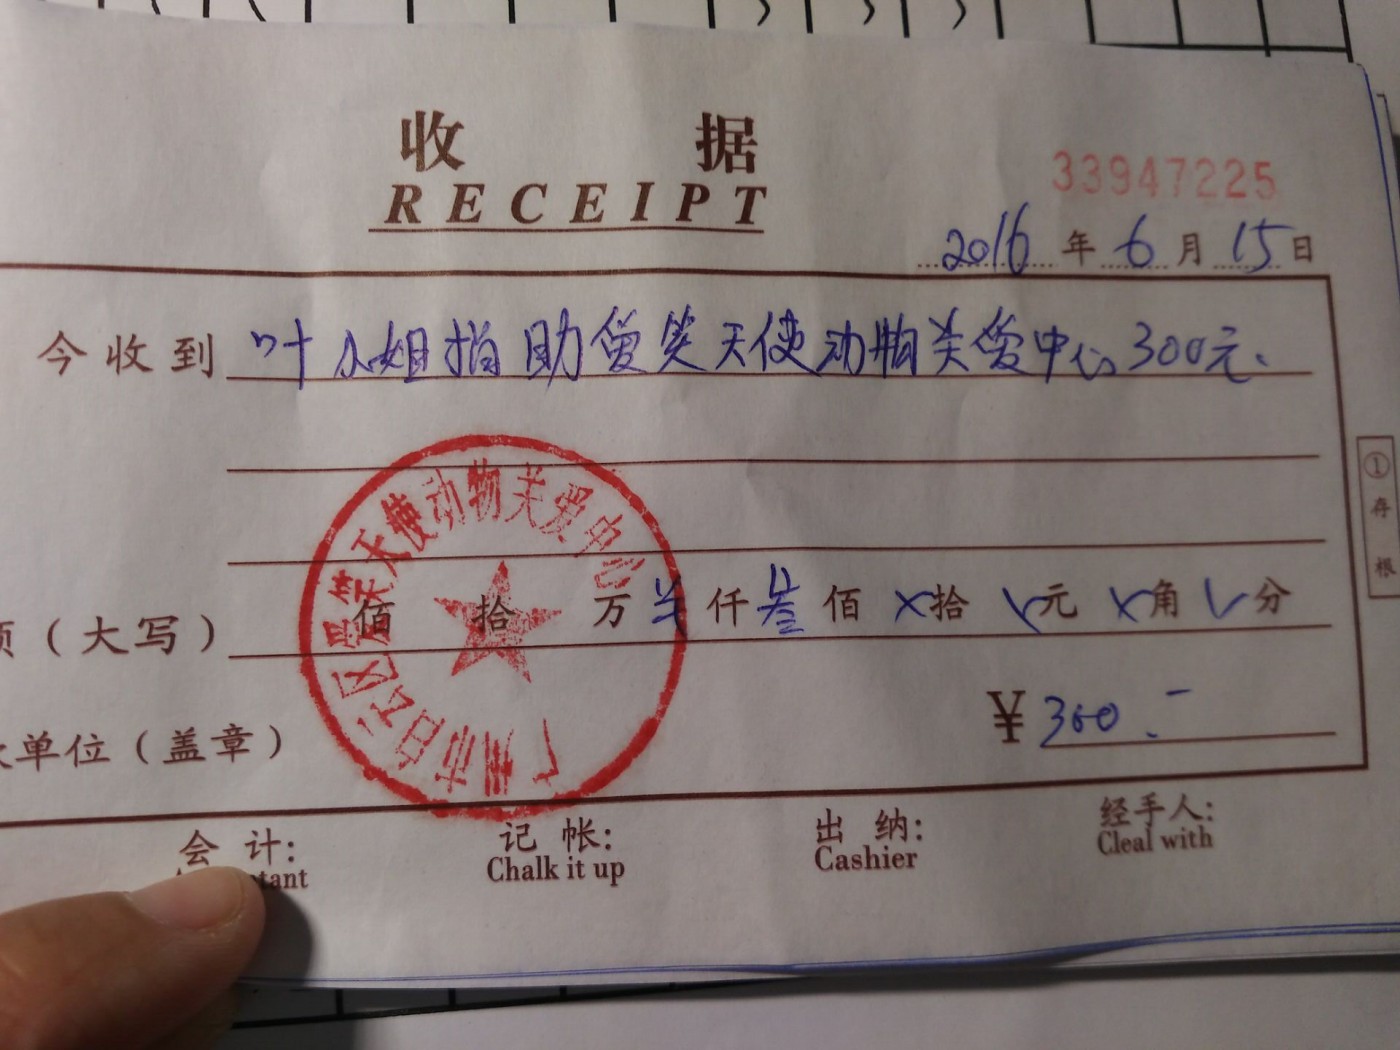 收 据
RECEIPT
33947225
2016 年 6 月 15 日
今收到 叶小姐捐助爱笑天使动物关爱中心300元.
广州市白云区爱笑天使动物关爱中心
(大写) 佰 拾 万 仟 叁 佰 X 拾 元 X 角 分
单位(盖章)
¥ 300.-
① 存 根
会 计: 记 帐: 出 纳: 经手人:
tant Chalk it up Cashier Cleal with